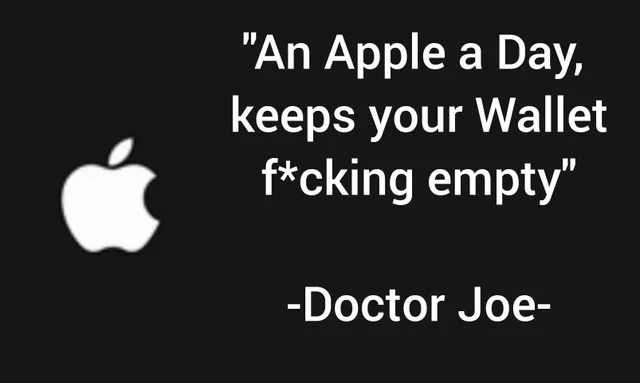 "An Apple a Day,
keeps your Wallet
f*cking empty"
-Doctor Joe-